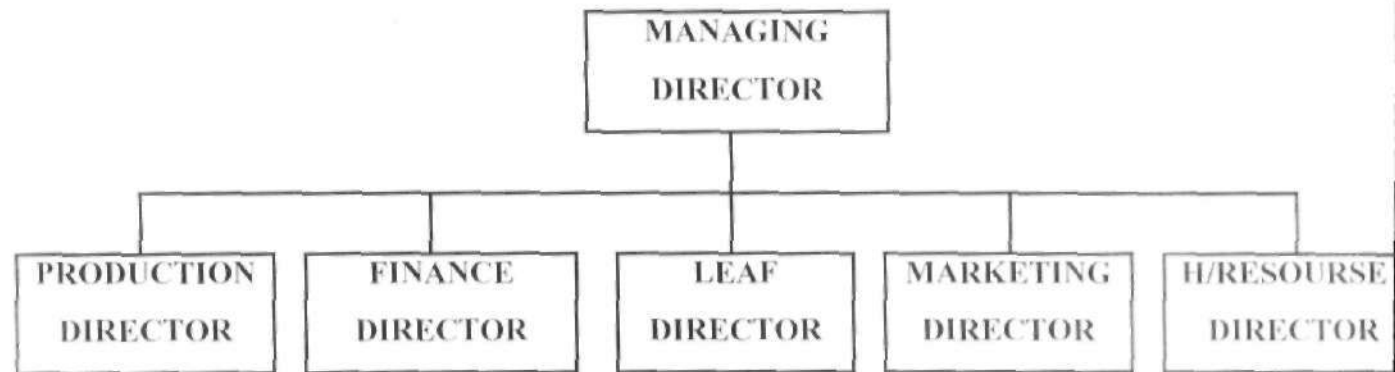 MANAGING
DIRECTOR
PRODUCTION
DIRECTOR
FINANCE
DIRECTOR
LEAF
DIRECTOR
MARKETING
DIRECTOR
H/RESOURSE
DIRECTOR